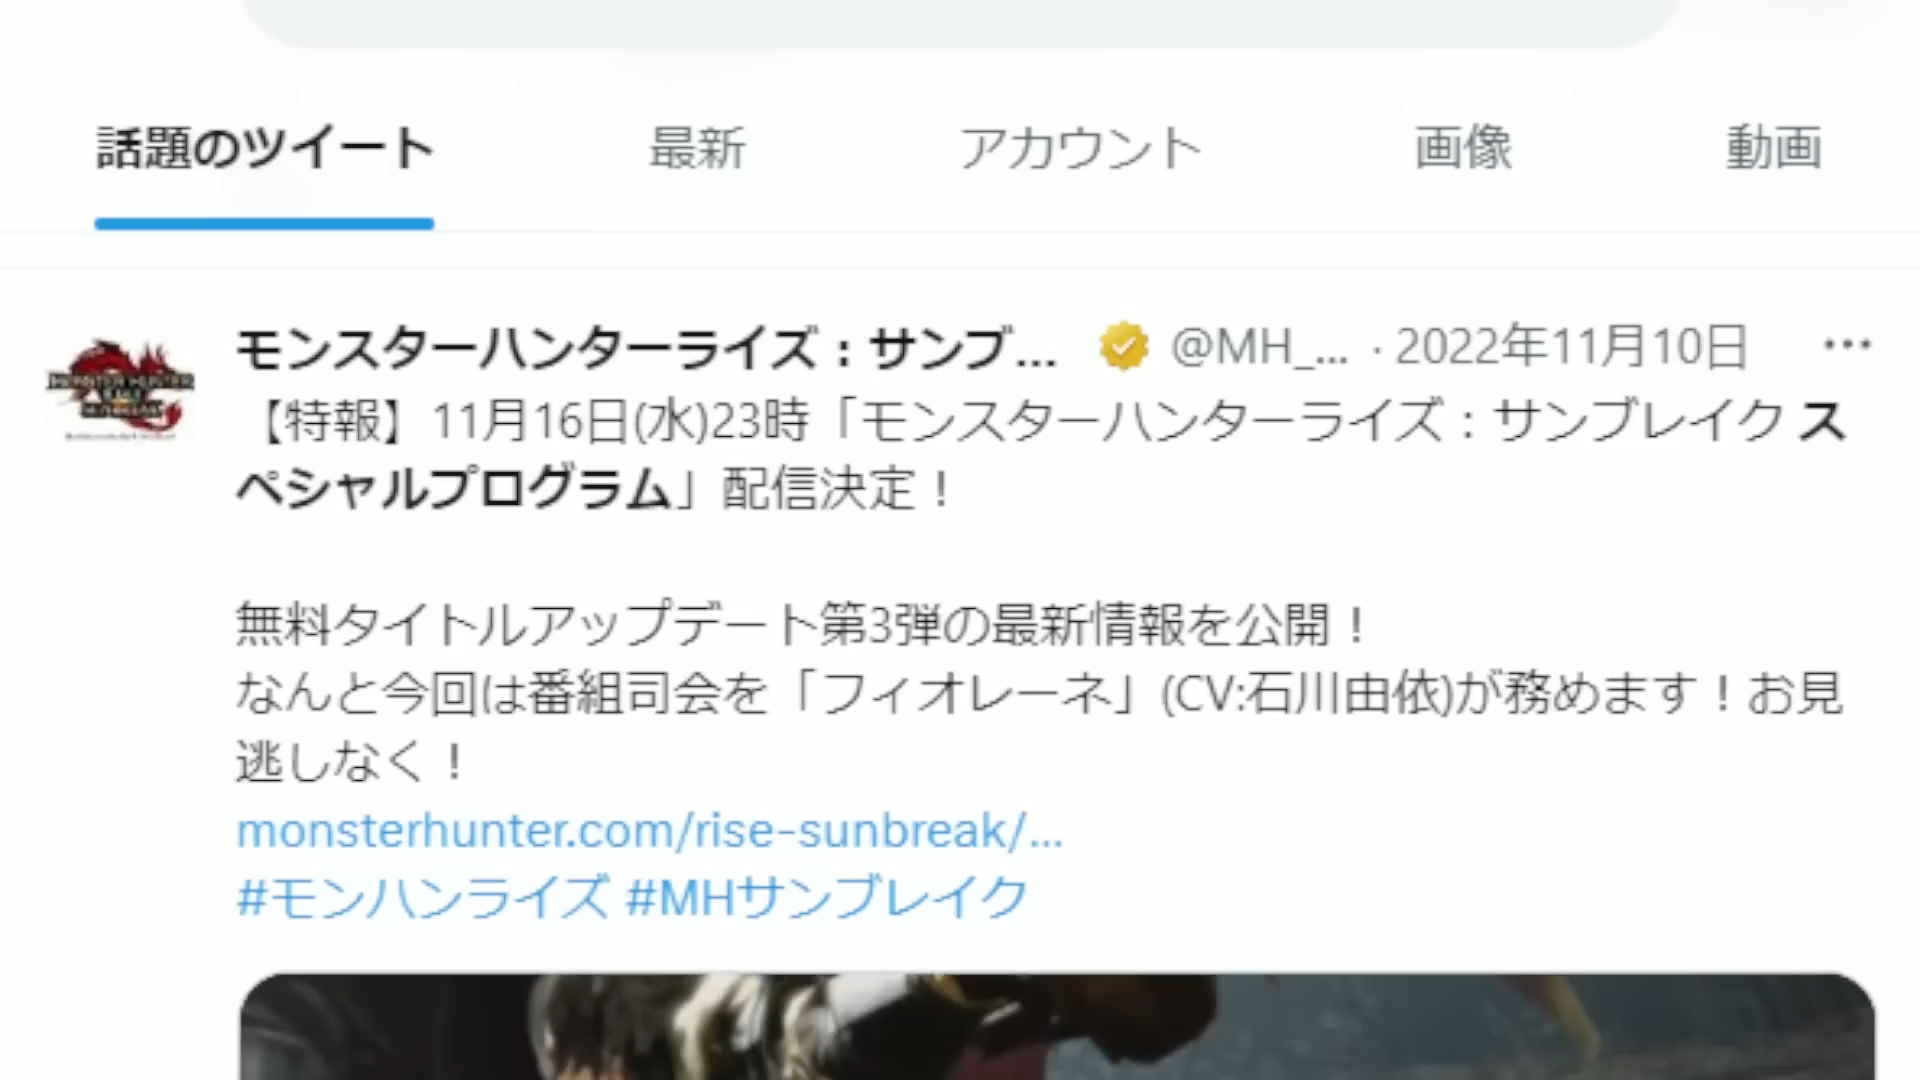 話題のツイート 最新 アカウント 画像 動画
モンスターハンターライズ：サンブ... @MH_... · 2022年11月10日 ...
【特報】11月16日(水)23時「モンスターハンターライズ：サンブレイク ス
ペシャルプログラム」配信決定！
無料タイトルアップデート第3弾の最新情報を公開！
なんと今回は番組司会を「フィオレーネ」(CV:石川由依)が務めます！お見
逃しなく！
monsterhunter.com/rise-sunbreak/...
#モンハンライズ #MHサンブレイク